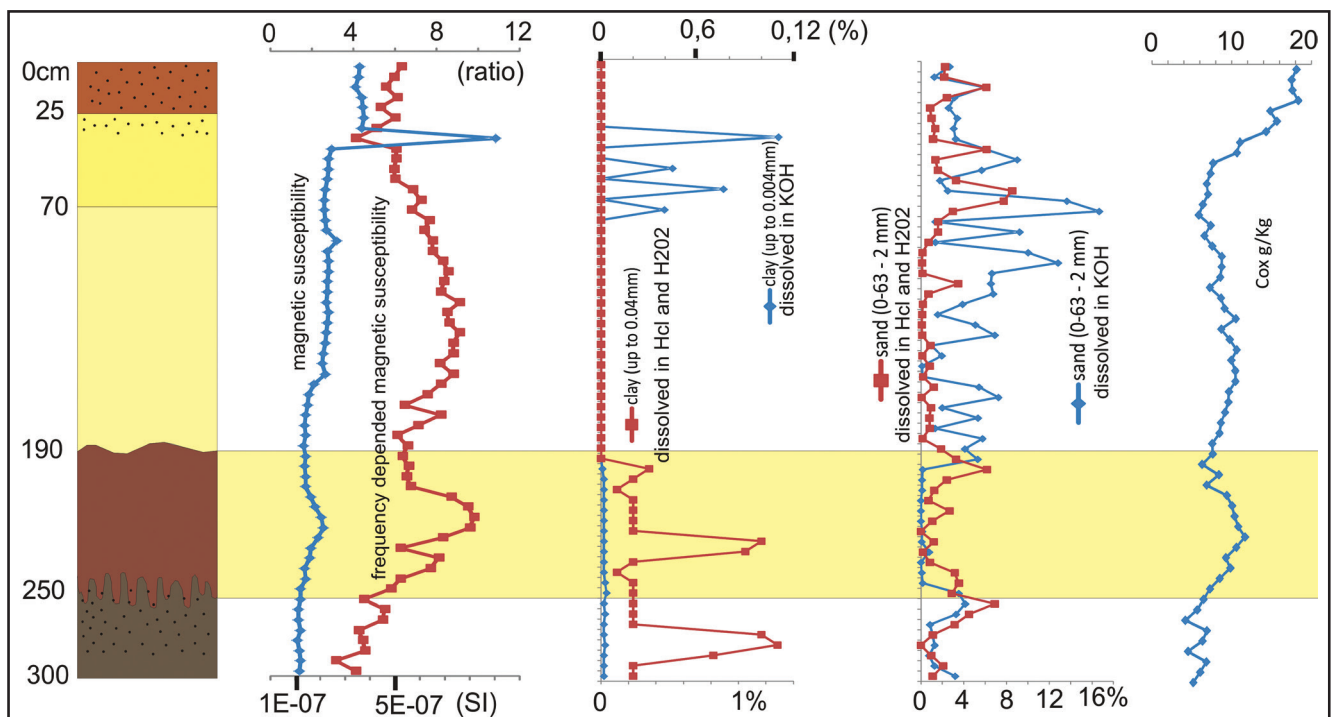 0 4 8 12
(ratio)
0 0,6 0,12 (%)
0 10 20
0cm
25
70
190
250
300
magnetic susceptibility
frequency depended magnetic susceptibility
clay (up to 0.04mm)
dissolved in Hcl and H202
clay (up to 0.004mm)
dissolved in KOH
sand (0-63 - 2 mm)
dissolved in Hcl and H202
sand (0-63 - 2 mm)
dissolved in KOH
Cox g/Kg
1E-07 5E-07 (SI)
0 1%
0 4 8 12 16%